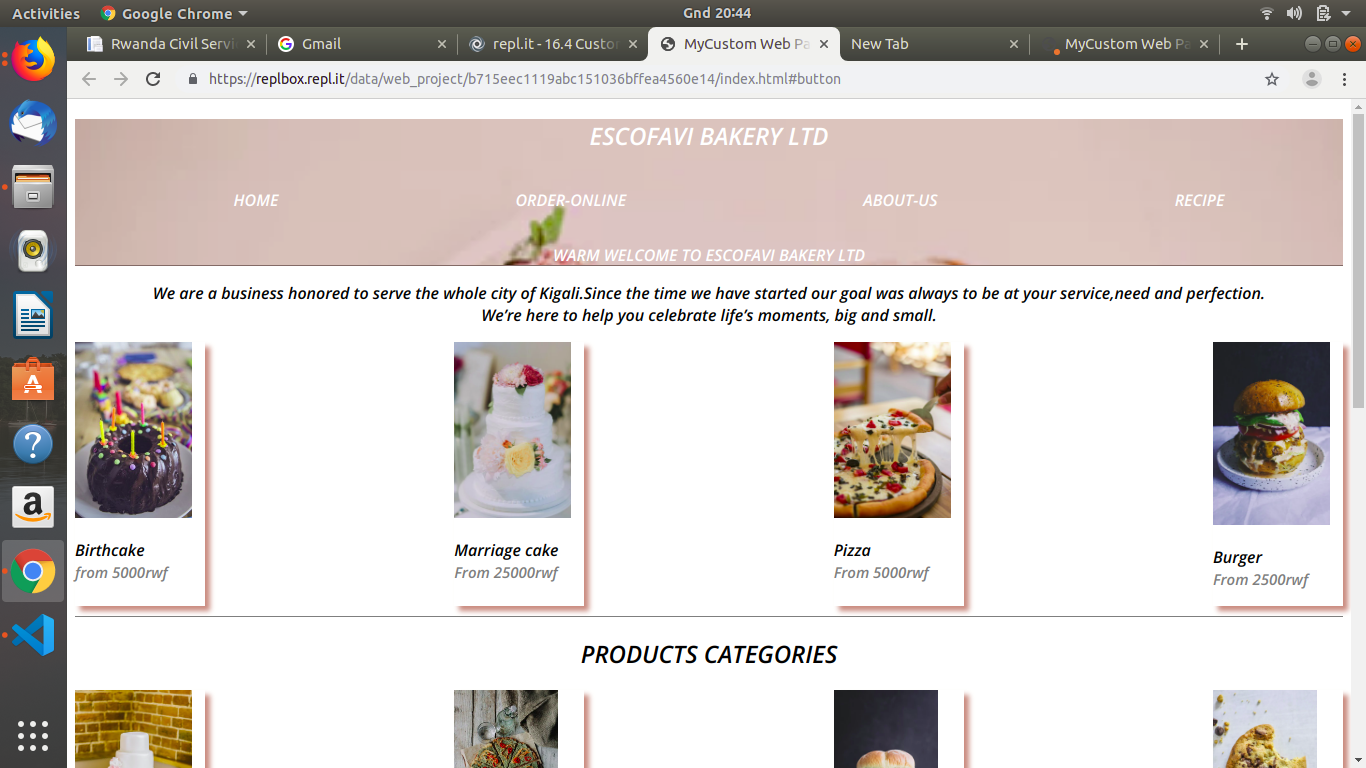 Activities Google Chrome Gnd 20:44
Rwanda Civil Servi Gmail repl.it - 16.4 Custor MyCustom Web Pa New Tab MyCustom Web Pa
https://replbox.repl.it/data/web_project/b715eec1119abc151036bffea4560e14/index.html#button
ESCOFAVI BAKERY LTD
HOME ORDER-ONLINE ABOUT-US RECIPE
WARM WELCOME TO ESCOFAVI BAKERY LTD
We are a business honored to serve the whole city of Kigali.Since the time we have started our goal was always to be at your service,need and perfection.
We're here to help you celebrate life's moments, big and small.
Birthcake Marriage cake Pizza Burger
from 5000rwf From 25000rwf From 5000rwf From 2500rwf
PRODUCTS CATEGORIES